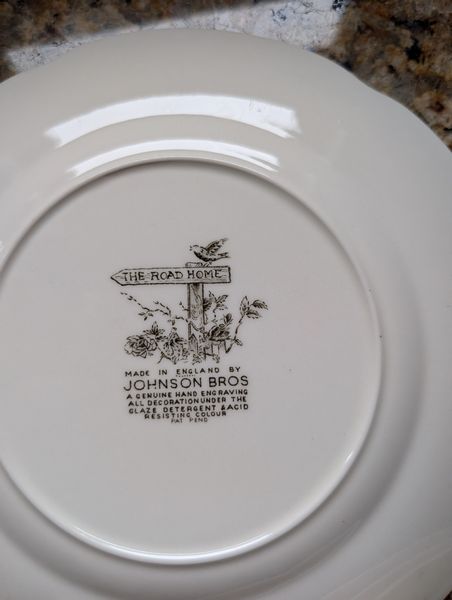 THE ROAD HOME
MADE IN ENGLAND BY
JOHNSON BROS
A GENUINE HAND ENGRAVING
ALL DECORATION UNDER THE
GLAZE DETERGENT & ACID
RESISTING COLOUR
PAT PEND